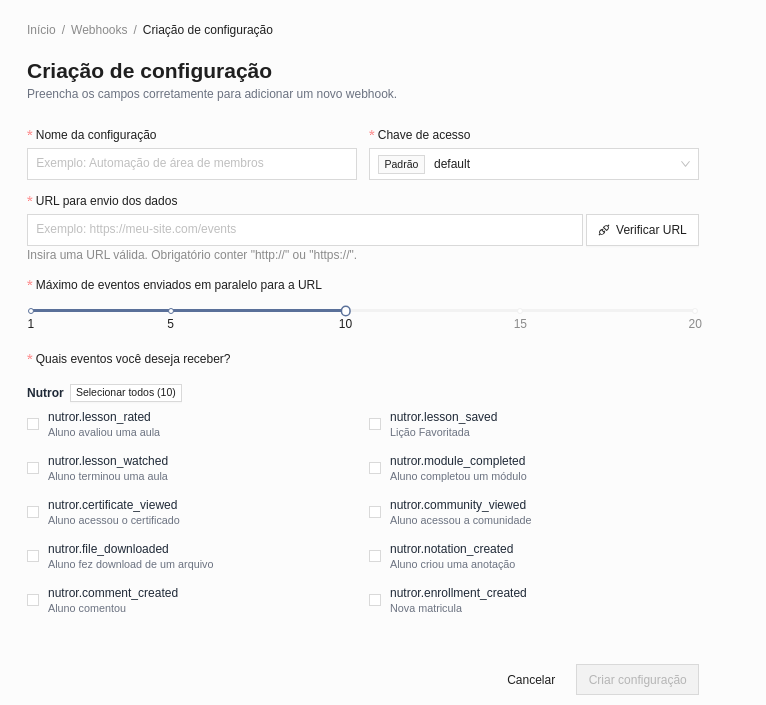 Início / Webhooks / Criação de configuração
Criação de configuração
Preencha os campos corretamente para adicionar um novo webhook.
* Nome da configuração
* Chave de acesso
Exemplo: Automação de área de membros
Padrão default
* URL para envio dos dados
Exemplo: https://meu-site.com/events
Verificar URL
Insira uma URL válida. Obrigatório conter "http://" ou "https://".
* Máximo de eventos enviados em paralelo para a URL
1 5 10 15 20
* Quais eventos você deseja receber?
Nutror Selecionar todos (10)
nutror.lesson_rated
Aluno avaliou uma aula
nutror.lesson_saved
Lição Favoritada
nutror.lesson_watched
Aluno terminou uma aula
nutror.module_completed
Aluno completou um módulo
nutror.certificate_viewed
Aluno acessou o certificado
nutror.community_viewed
Aluno acessou a comunidade
nutror.file_downloaded
Aluno fez download de um arquivo
nutror.notation_created
Aluno criou uma anotação
nutror.comment_created
Aluno comentou
nutror.enrollment_created
Nova matricula
Cancelar
Criar configuração